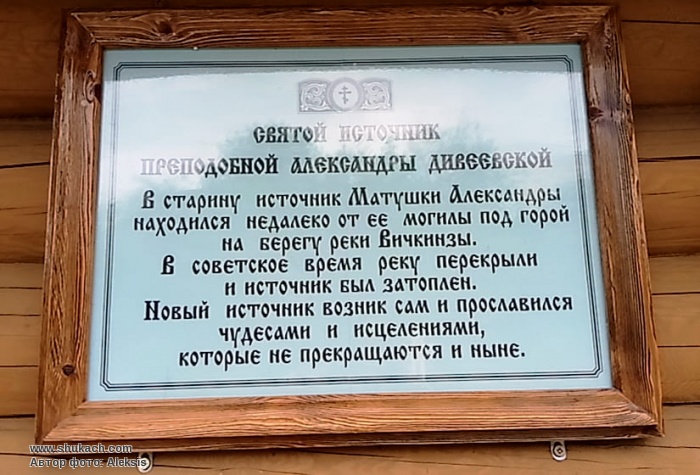 СВЯТОЙ ИСТОЧНИК
ПРЕПОДОБНОЙ АЛЕКСАНДРЫ ДИВЕЕВСКОЙ
В старину источник Матушки Александры
находился недалеко от ее могилы под горой
на берегу реки Вичкинзы.
В советское время реку перекрыли
и источник был затоплен.
Новый источник возник сам и прославился
чудесами и исцелениями,
которые не прекращаются и ныне.
www.shukach.com
Автор фото: Aleksis